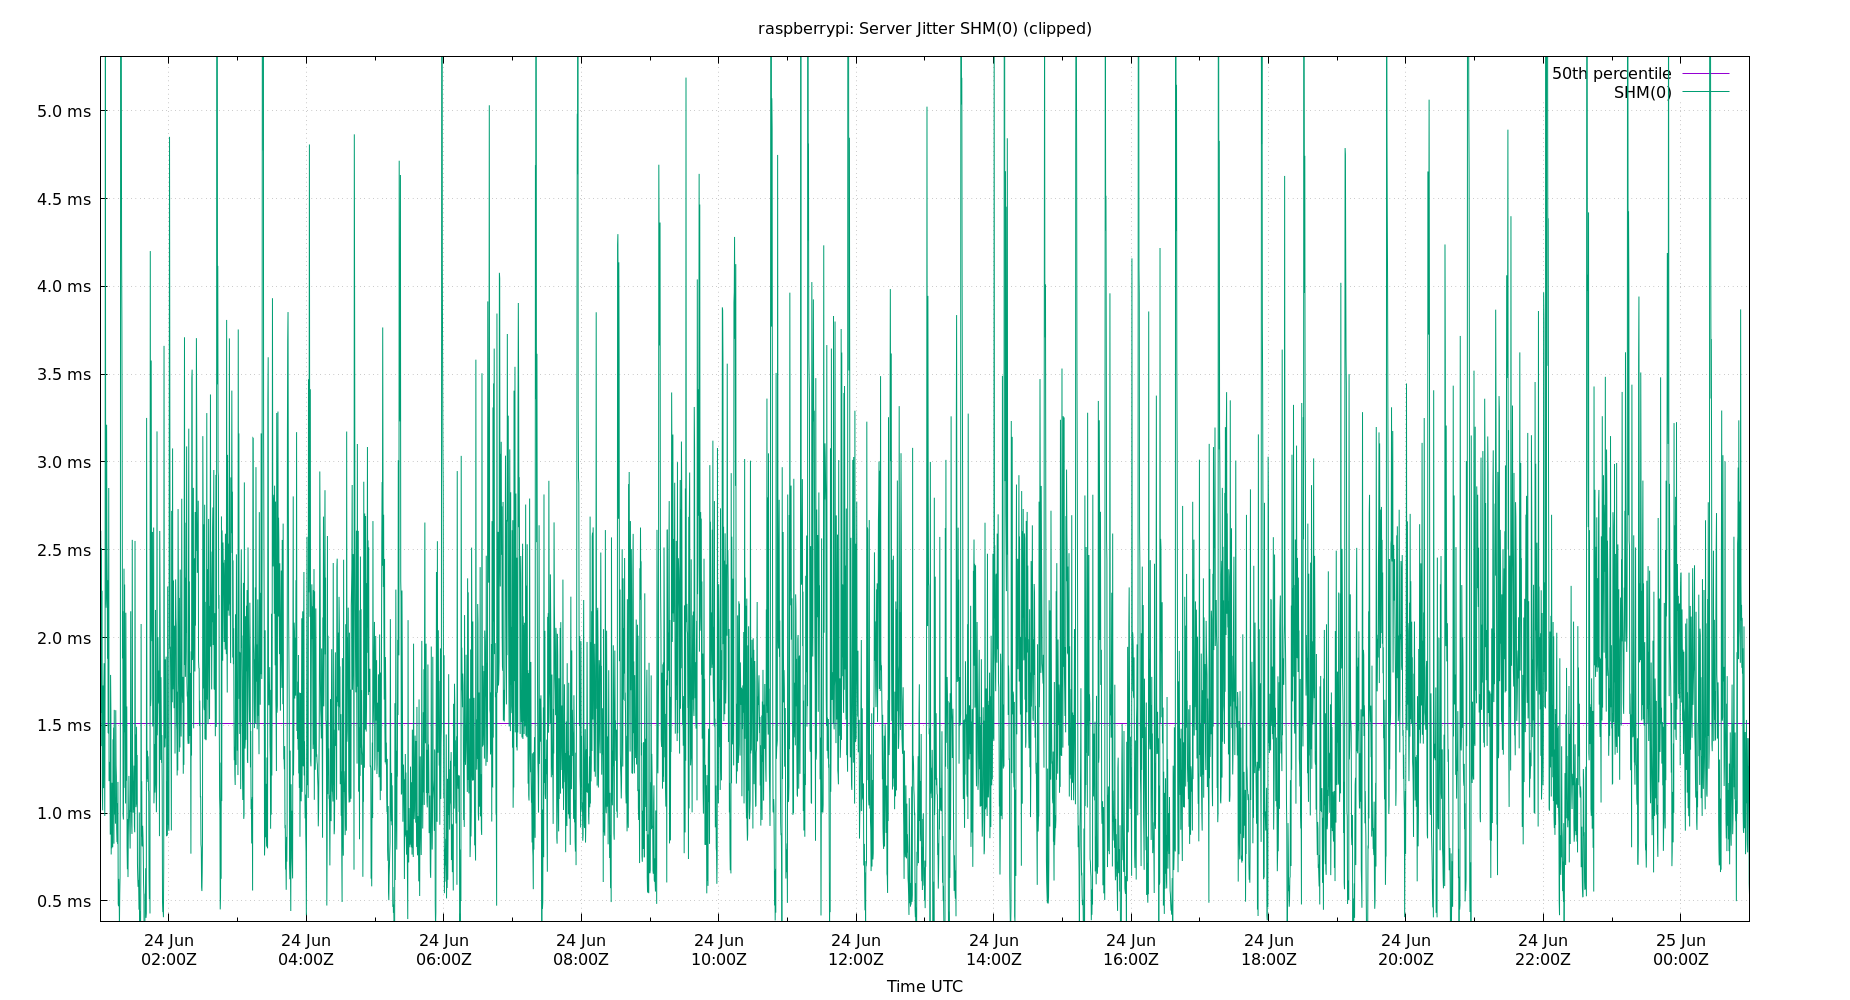 raspberrypi: Server Jitter SHM(0) (clipped)
50th percentile
SHM(0)
5.0 ms
4.5 ms
4.0 ms
3.5 ms
3.0 ms
2.5 ms
2.0 ms
1.5 ms
1.0 ms
0.5 ms
24 Jun 24 Jun 24 Jun 24 Jun 24 Jun 24 Jun 24 Jun 24 Jun 24 Jun 24 Jun 24 Jun 25 Jun
02:00Z 04:00Z 06:00Z 08:00Z 10:00Z 12:00Z 14:00Z 16:00Z 18:00Z 20:00Z 22:00Z 00:00Z
Time UTC